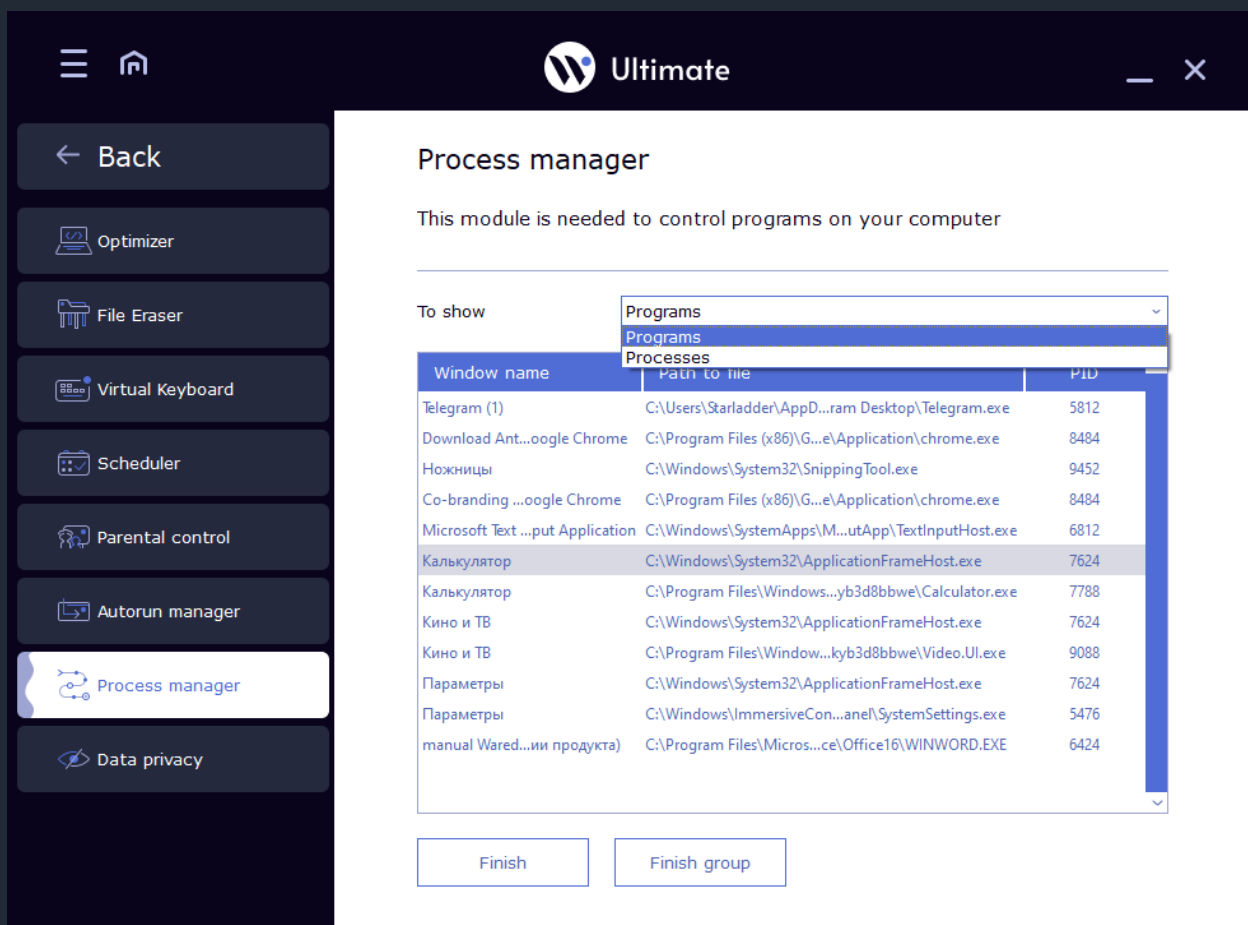 Ultimate
Back
Optimizer
File Eraser
Virtual Keyboard
Scheduler
Parental control
Autorun manager
Process manager
Data privacy
Process manager
This module is needed to control programs on your computer
To show Programs
Programs
Processes
Window name Path to file PID
Telegram (1) C:\Users\Starladder\AppD...ram Desktop\Telegram.exe 5812
Download Ant...oogle Chrome C:\Program Files (x86)\G...e\Application\chrome.exe 8484
Ножницы C:\Windows\System32\SnippingTool.exe 9452
Co-branding ...oogle Chrome C:\Program Files (x86)\G...e\Application\chrome.exe 8484
Microsoft Text ...put Application C:\Windows\SystemApps\M...utApp\TextInputHost.exe 6812
Калькулятор C:\Windows\System32\ApplicationFrameHost.exe 7624
Калькулятор C:\Program Files\Windows...yb3d8bbwe\Calculator.exe 7788
Кино и ТВ C:\Windows\System32\ApplicationFrameHost.exe 7624
Кино и ТВ C:\Program Files\Window...kyb3d8bbwe\Video.UI.exe 9088
Параметры C:\Windows\System32\ApplicationFrameHost.exe 7624
Параметры C:\Windows\ImmersiveCon...anel\SystemSettings.exe 5476
manual Wared...ии продукта) C:\Program Files\Micros...ce\Office16\WINWORD.EXE 6424
Finish Finish group